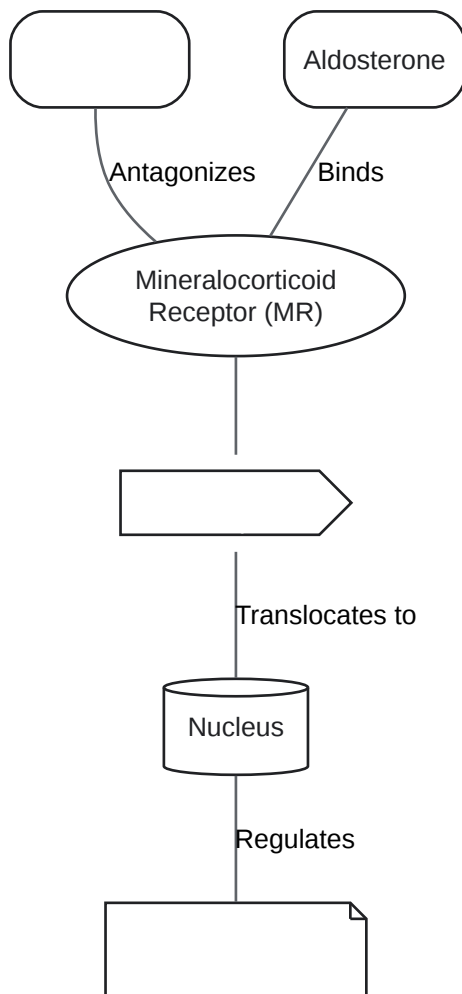 Aldosterone
Antagonizes
Binds
Mineralocorticoid
Receptor (MR)
Translocates to
Nucleus
Regulates